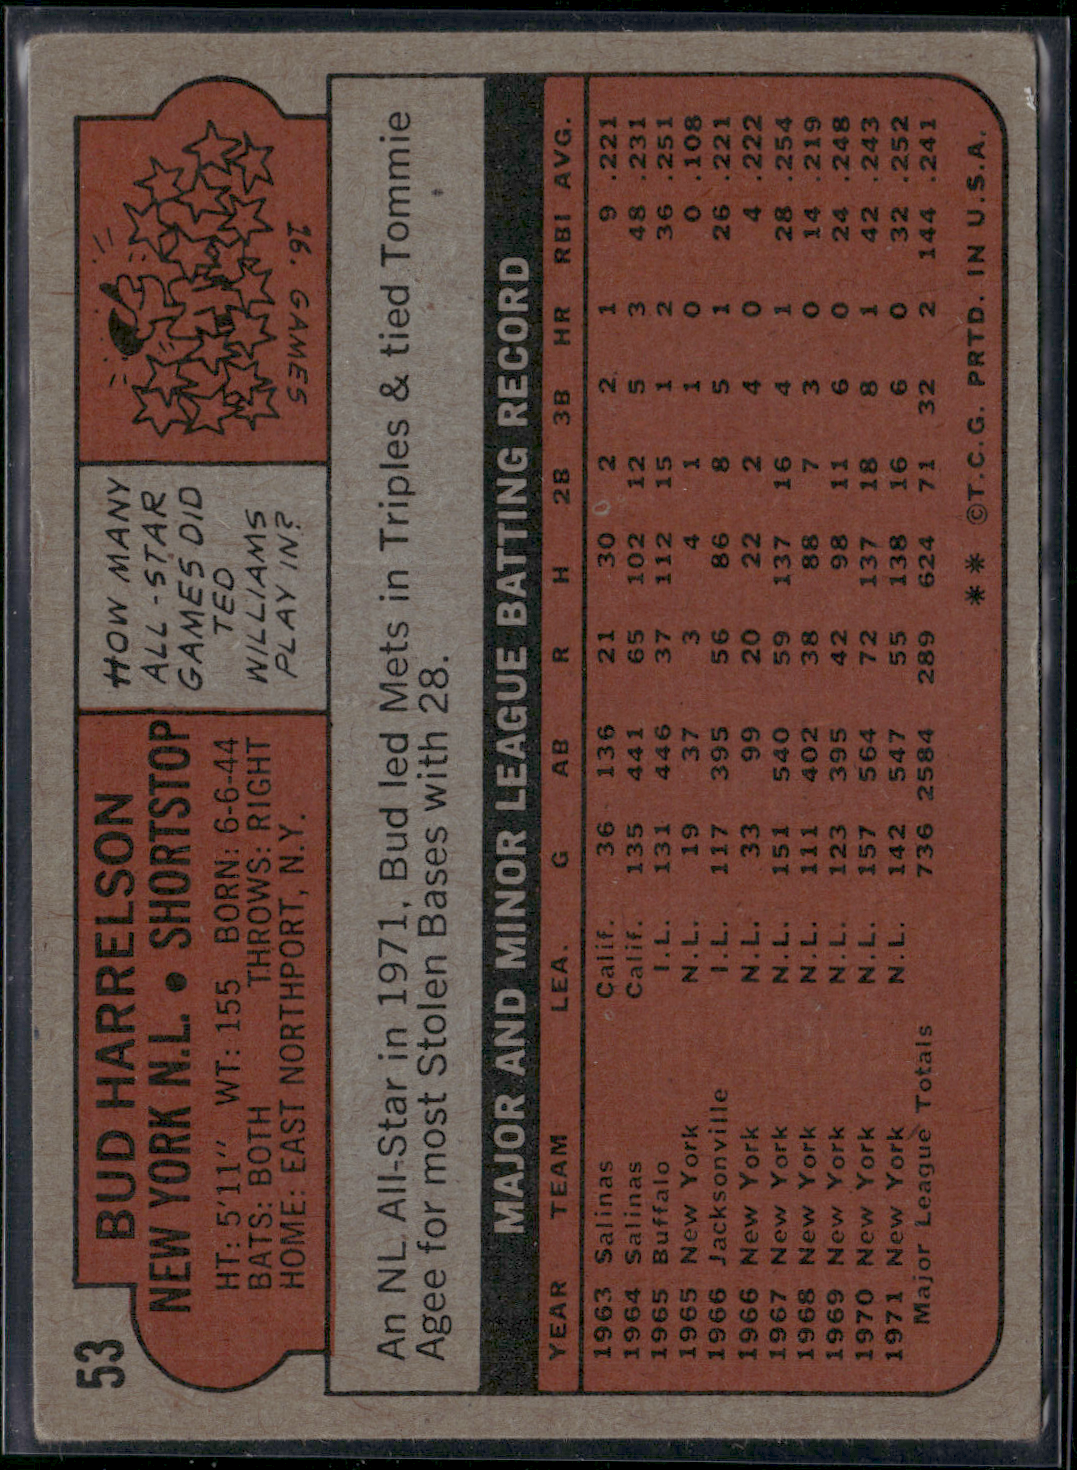 53
BUD HARRELSON
NEW YORK N.L. • SHORTSTOP
HT: 5'11" WT: 155 BORN: 6-6-44
BATS: BOTH THROWS: RIGHT
HOME: EAST NORTHPORT, N.Y.
HOW MANY
ALL-STAR
GAMES DID
TED
WILLIAMS
PLAY IN?
16. GAMES
An NL All-Star in 1971, Bud led Mets in Triples & tied Tommie
Agee for most Stolen Bases with 28.
MAJOR AND MINOR LEAGUE BATTING RECORD
YEAR TEAM LEA. G AB R H 2B 3B HR RBI AVG.
1963 Salinas Calif. 36 136 21 30 2 2 1 9 .221
1964 Salinas Calif. 135 441 65 102 12 5 3 48 .231
1965 Buffalo I.L. 131 446 37 112 15 1 2 36 .251
1965 New York N.L. 19 37 3 4 1 1 0 0 .108
1966 Jacksonville I.L. 117 395 56 86 8 5 1 26 .221
1966 New York N.L. 33 99 20 22 2 4 0 4 .222
1967 New York N.L. 151 540 59 137 16 4 1 28 .254
1968 New York N.L. 111 402 38 88 7 3 0 14 .219
1969 New York N.L. 123 395 42 98 11 6 0 24 .248
1970 New York N.L. 157 564 72 137 18 8 1 42 .243
1971 New York N.L. 142 547 55 138 16 6 0 32 .252
Major League Totals 736 2584 289 624 71 32 2 144 .241
** ©T.C.G. PRTD. IN U.S.A.